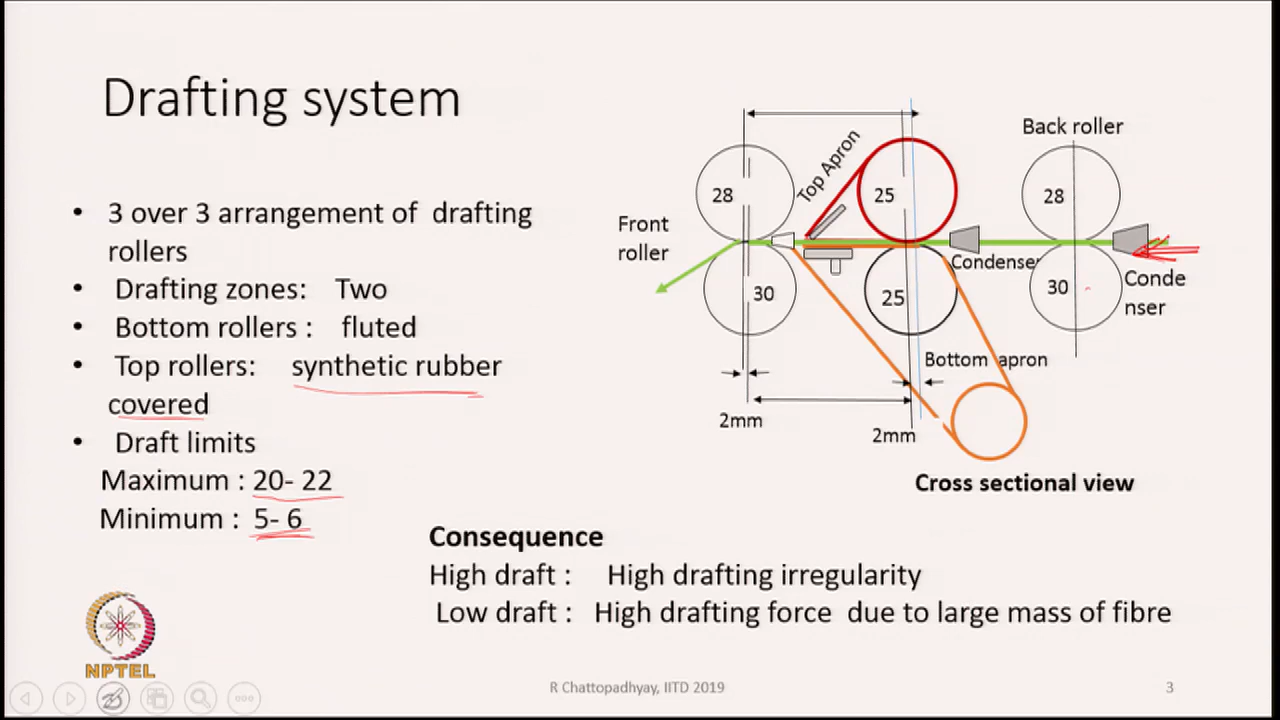 Drafting system
• 3 over 3 arrangement of drafting
rollers
• Drafting zones: Two
• Bottom rollers : fluted
• Top rollers: synthetic rubber
covered
• Draft limits
Maximum : 20- 22
Minimum : 5- 6
Back roller
Top Apron
28
25
28
Front
roller
Condenser
Conde
nser
30
25
30
Bottom apron
2mm
2mm
Cross sectional view
Consequence
High draft : High drafting irregularity
Low draft : High drafting force due to large mass of fibre
NPTEL
R Chattopadhyay, IITD 2019
3